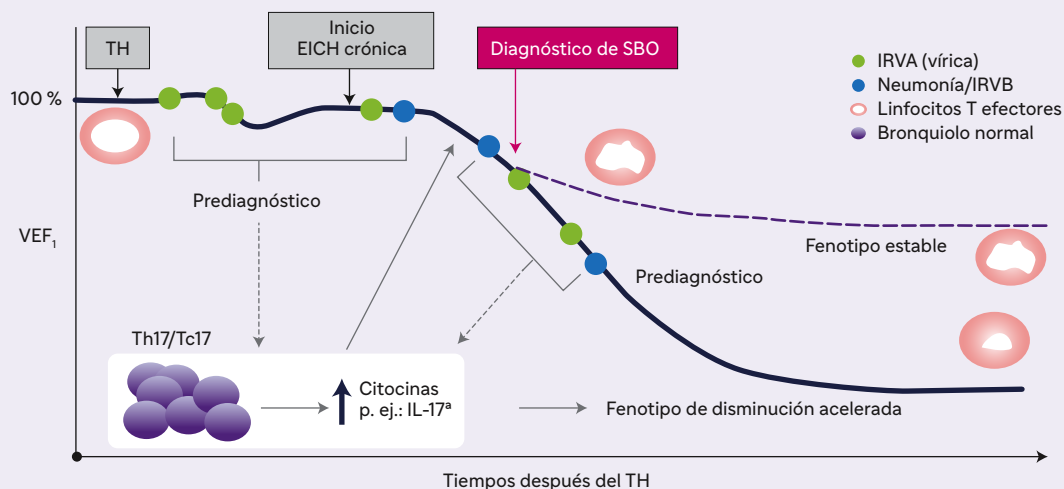 TH
Inicio
EICH crónica
Diagnóstico de SBO
IRVA (vírica)
Neumonía/IRVB
Linfocitos T efectores
Bronquiolo normal
100 %
Prediagnóstico
VEF₁
Fenotipo estable
Prediagnóstico
Th17/Tc17
Citocinas
p. ej.: IL-17ª
Fenotipo de disminución acelerada
Tiempos después del TH